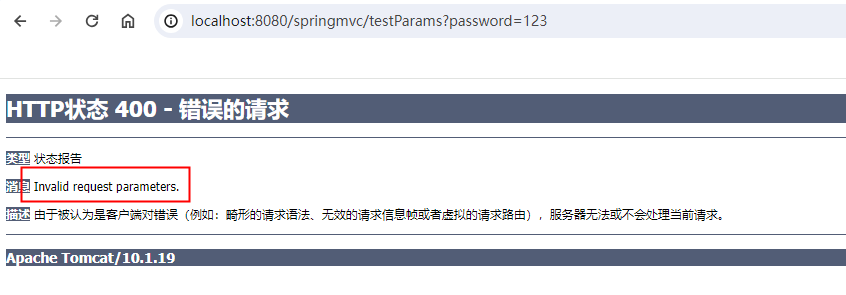 localhost:8080/springmvc/testParams?password=123
HTTP状态 400 - 错误的请求
类型 状态报告
消息 Invalid request parameters.
描述 由于被认为是客户端对错误（例如：畸形的请求语法、无效的请求信息帧或者虚拟的请求路由），服务器无法或不会处理当前请求。
Apache Tomcat/10.1.19